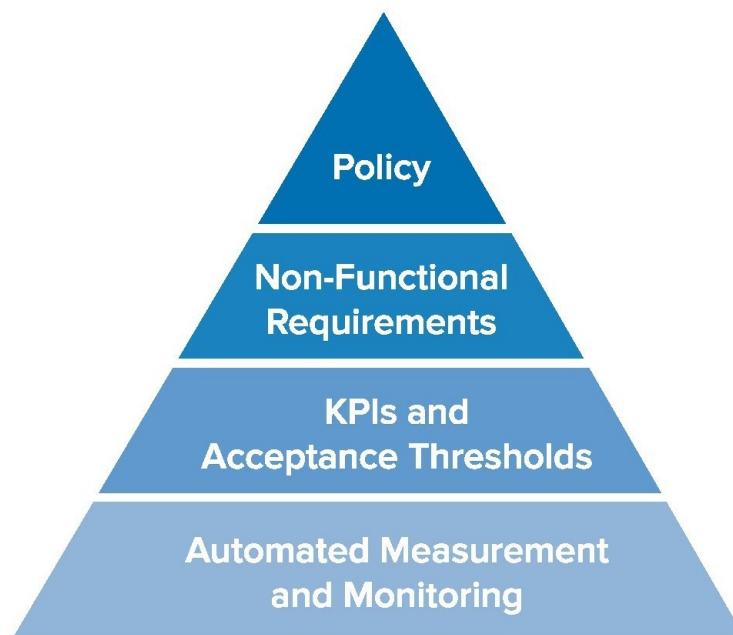 Policy
Non-Functional
Requirements
KPIs and
Acceptance Thresholds
Automated Measurement
and Monitoring